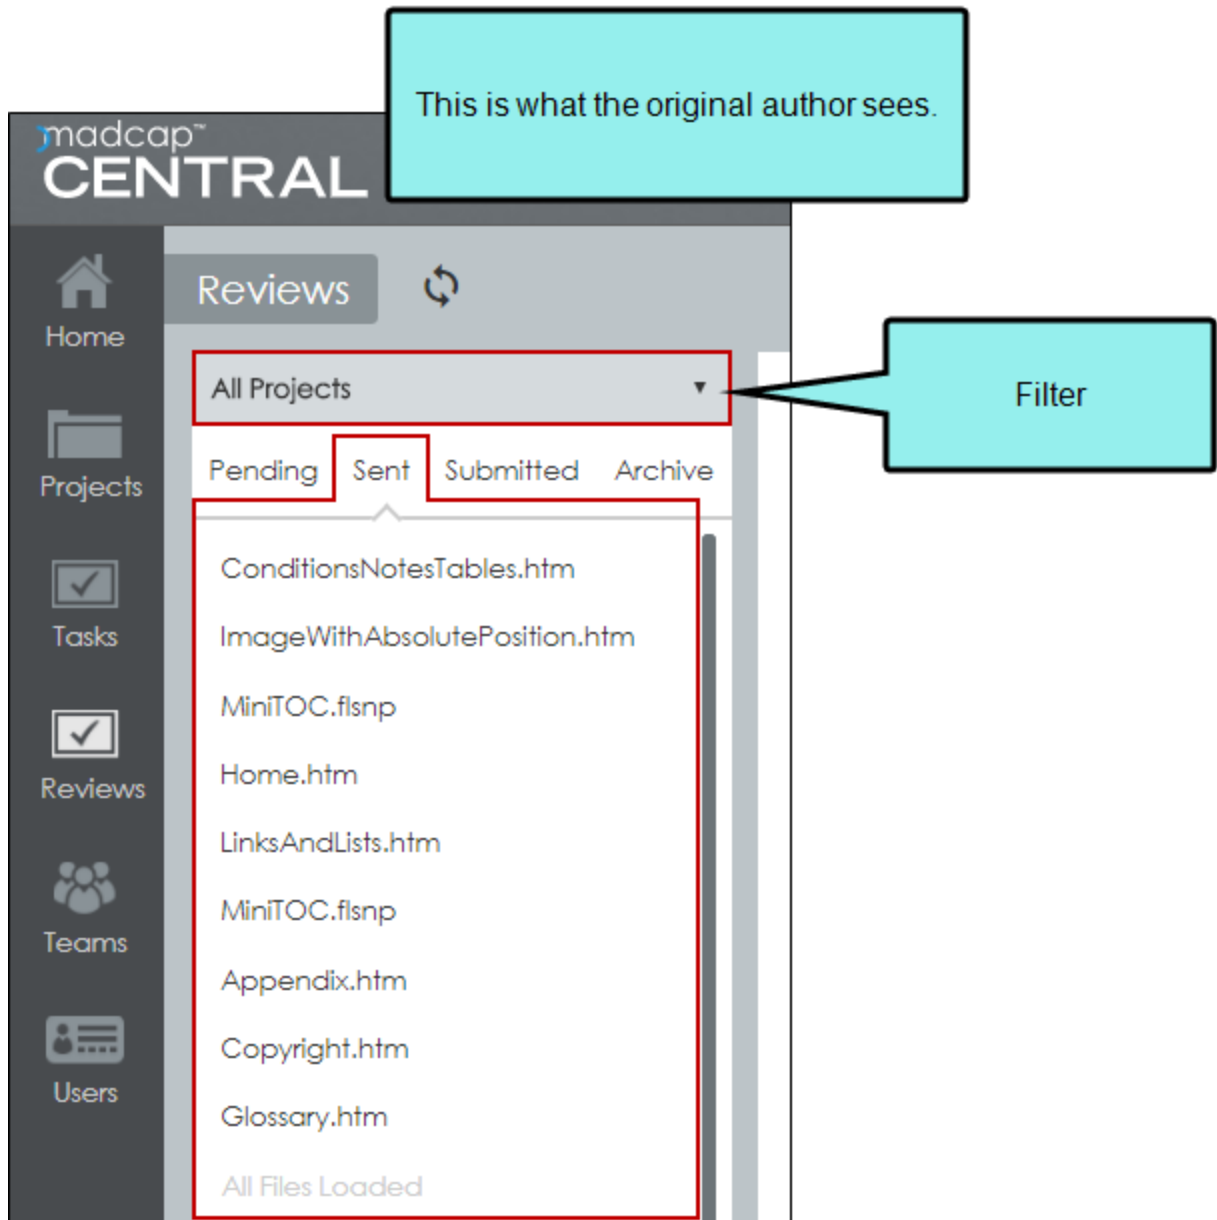 This is what the original author sees.
madcap™
CENTRAL
Reviews
Home
All Projects
Filter
Pending Sent Submitted Archive
Projects
ConditionsNotesTables.htm
ImageWithAbsolutePosition.htm
Tasks
MiniTOC.flsnp
Home.htm
Reviews
LinksAndLists.htm
MiniTOC.flsnp
Teams
Appendix.htm
Copyright.htm
Users
Glossary.htm
All Files Loaded